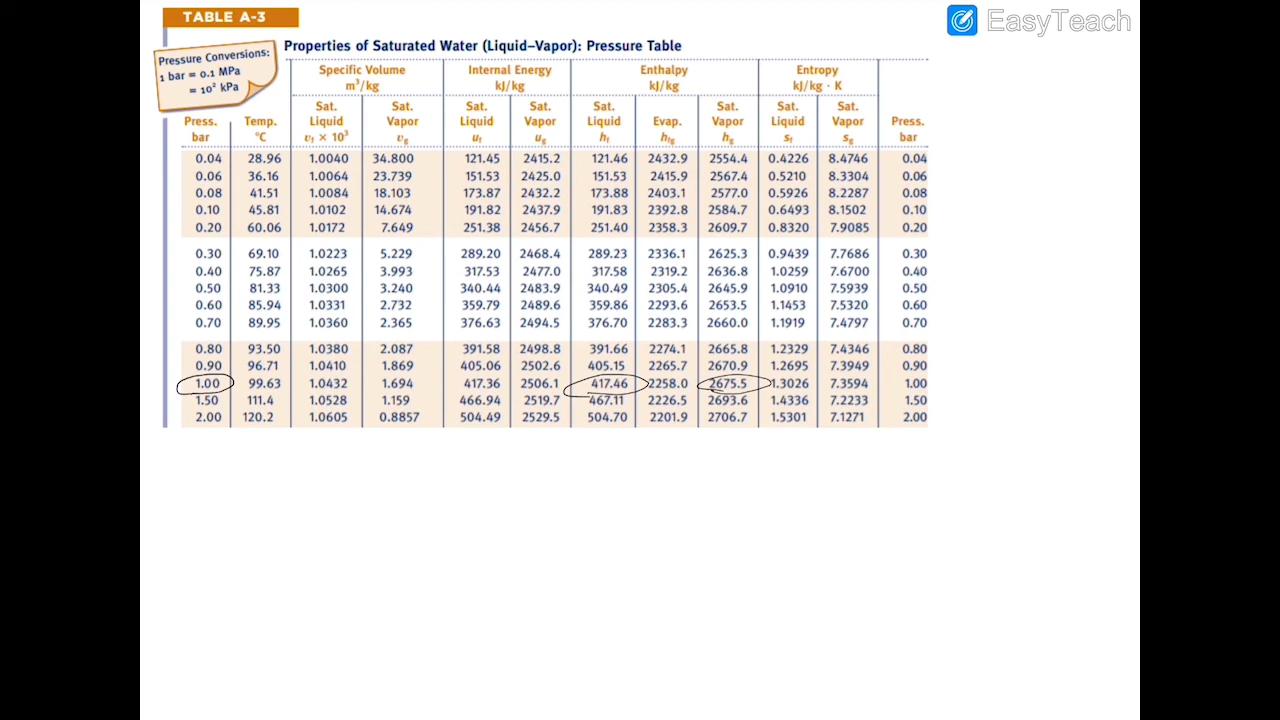 TABLE A-3
EasyTeach
Properties of Saturated Water (Liquid–Vapor): Pressure Table
Pressure Conversions:
1 bar = 0.1 MPa
= 10² kPa
Specific Volume Internal Energy Enthalpy Entropy
m³/kg kJ/kg kJ/kg kJ/kg · K
Sat. Sat. Sat. Sat. Sat. Sat. Sat. Sat.
Press. Temp. Liquid Vapor Liquid Vapor Liquid Evap. Vapor Liquid Vapor Press.
bar °C vf × 10³ vg uf ug hf hfg hg sf sg bar
0.04 28.96 1.0040 34.800 121.45 2415.2 121.46 2432.9 2554.4 0.4226 8.4746 0.04
0.06 36.16 1.0064 23.739 151.53 2425.0 151.53 2415.9 2567.4 0.5210 8.3304 0.06
0.08 41.51 1.0084 18.103 173.87 2432.2 173.88 2403.1 2577.0 0.5926 8.2287 0.08
0.10 45.81 1.0102 14.674 191.82 2437.9 191.83 2392.8 2584.7 0.6493 8.1502 0.10
0.20 60.06 1.0172 7.649 251.38 2456.7 251.40 2358.3 2609.7 0.8320 7.9085 0.20
0.30 69.10 1.0223 5.229 289.20 2468.4 289.23 2336.1 2625.3 0.9439 7.7686 0.30
0.40 75.87 1.0265 3.993 317.53 2477.0 317.58 2319.2 2636.8 1.0259 7.6700 0.40
0.50 81.33 1.0300 3.240 340.44 2483.9 340.49 2305.4 2645.9 1.0910 7.5939 0.50
0.60 85.94 1.0331 2.732 359.79 2489.6 359.86 2293.6 2653.5 1.1453 7.5320 0.60
0.70 89.95 1.0360 2.365 376.63 2494.5 376.70 2283.3 2660.0 1.1919 7.4797 0.70
0.80 93.50 1.0380 2.087 391.58 2498.8 391.66 2274.1 2665.8 1.2329 7.4346 0.80
0.90 96.71 1.0410 1.869 405.06 2502.6 405.15 2265.7 2670.9 1.2695 7.3949 0.90
1.00 99.63 1.0432 1.694 417.36 2506.1 417.46 2258.0 2675.5 1.3026 7.3594 1.00
1.50 111.4 1.0528 1.159 466.94 2519.7 467.11 2226.5 2693.6 1.4336 7.2233 1.50
2.00 120.2 1.0605 0.8857 504.49 2529.5 504.70 2201.9 2706.7 1.5301 7.1271 2.00